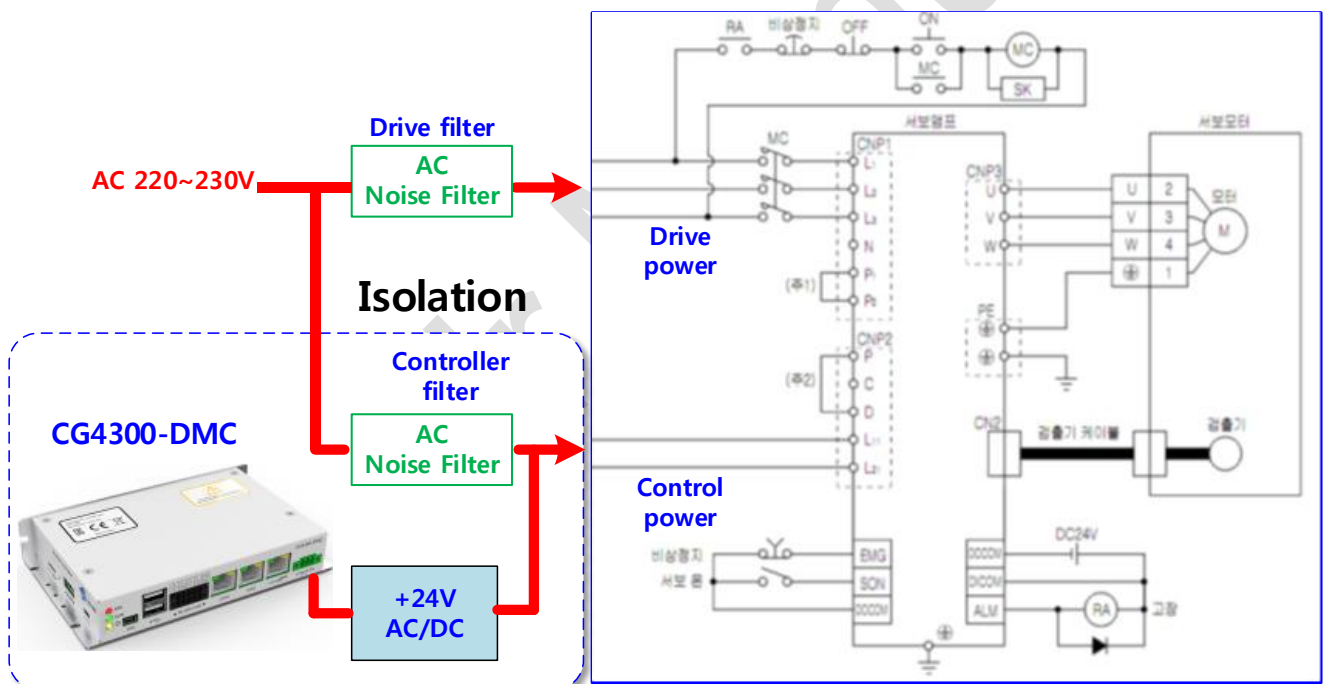 RA
비상정지
OFF
ON
MC
MC
SK
Drive filter
AC
Noise Filter
AC 220~230V
Isolation
Controller
filter
AC
Noise Filter
CG4300-DMC
+24V
AC/DC
Drive
power
Control
power
MC
서보앰프
서보모터
CNP1
L₁
L₂
L₃
N
P₁
P₂
(주1)
CNP2
P
C
D
L₁₁
L₂₁
(주2)
CNP3
U
V
W
U 2
V 3
W 4
1
모터
M
PE
CN2
검출기 케이블
검출기
비상정지
서보 온
EMG
SON
DOCOM
DOCOM
DICOM
ALM
DC24V
RA
고장